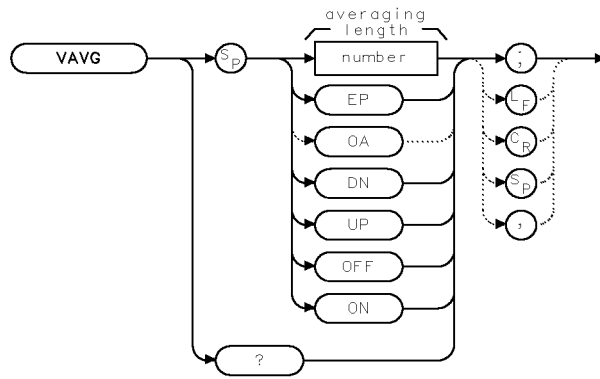 averaging
length
VAVG
SP
number
;
EP
LF
OA
CR
DN
SP
UP
,
OFF
ON
?